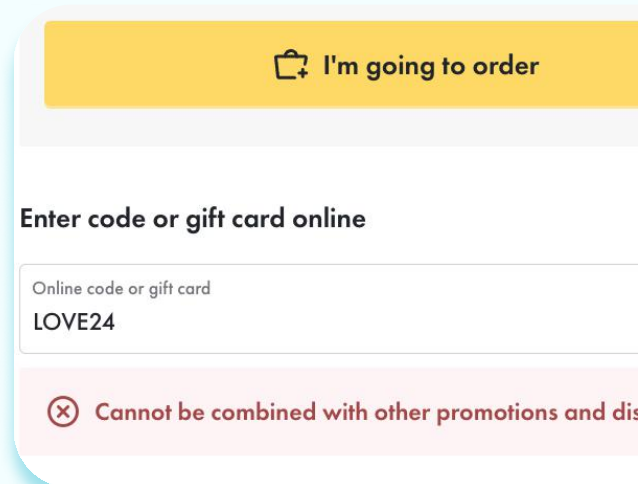 I'm going to order
Enter code or gift card online
Online code or gift card
LOVE24
Cannot be combined with other promotions and